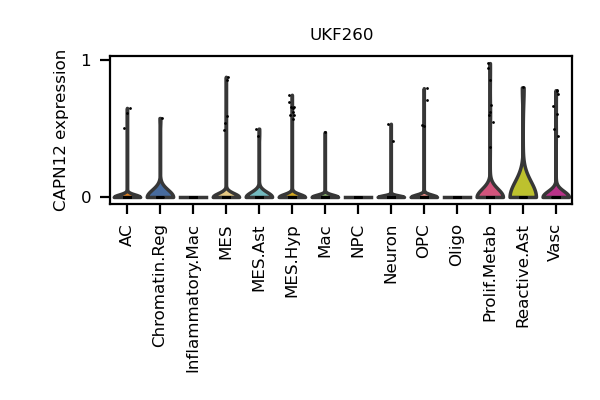 UKF260
CAPN12 expression
1
0
AC
Chromatin.Reg
Inflammatory.Mac
MES
MES.Ast
MES.Hyp
Mac
NPC
Neuron
OPC
Oligo
Prolif.Metab
Reactive.Ast
Vasc